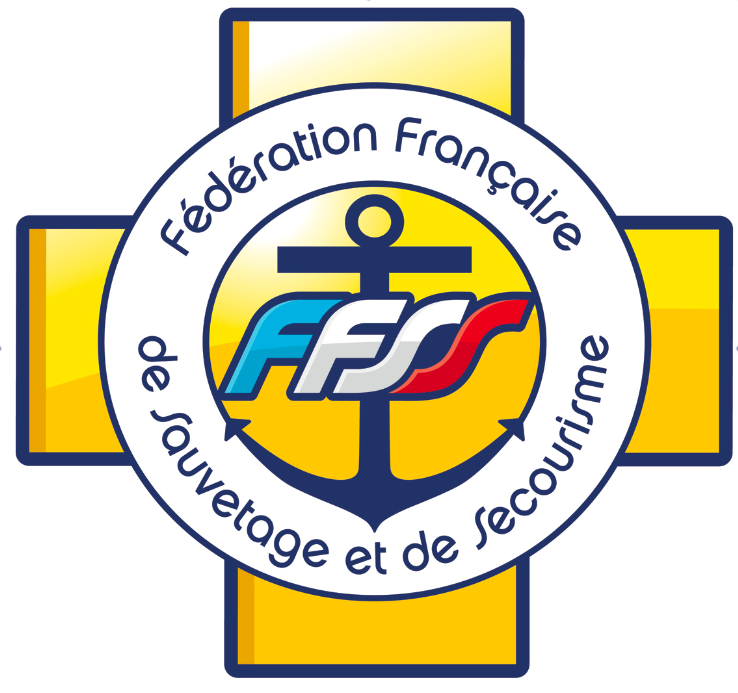 Fédération Française
FFSS
de Sauvetage et de Secourisme